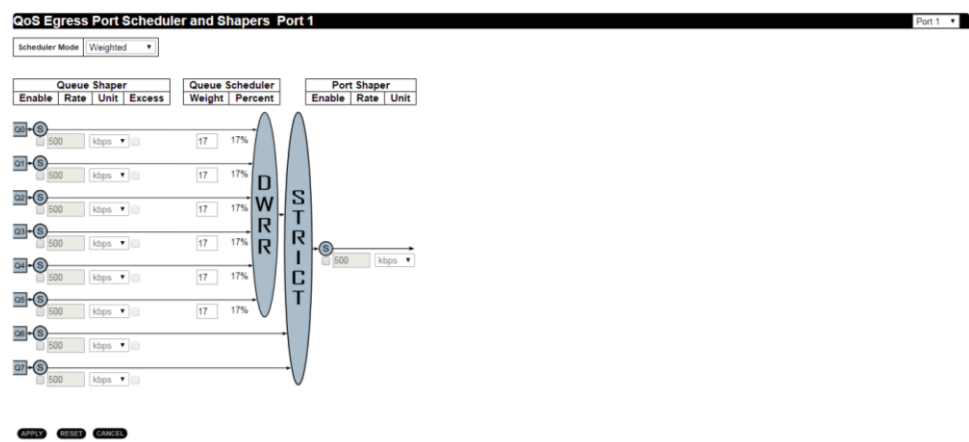 QoS Egress Port Scheduler and Shapers Port 1
Port 1
Scheduler Mode Weighted
Queue Shaper Queue Scheduler Port Shaper
Enable Rate Unit Excess Weight Percent Enable Rate Unit
Q0 S
500 kbps 17 17%
Q1 S
500 kbps 17 17%
Q2 S
500 kbps 17 17%
Q3 S
500 kbps 17 17%
Q4 S
500 kbps 17 17%
Q5 S
500 kbps 17 17%
Q6 S
500 kbps
Q7 S
500 kbps
DWRR
STRICT
S
500 kbps
APPLY RESET CANCEL